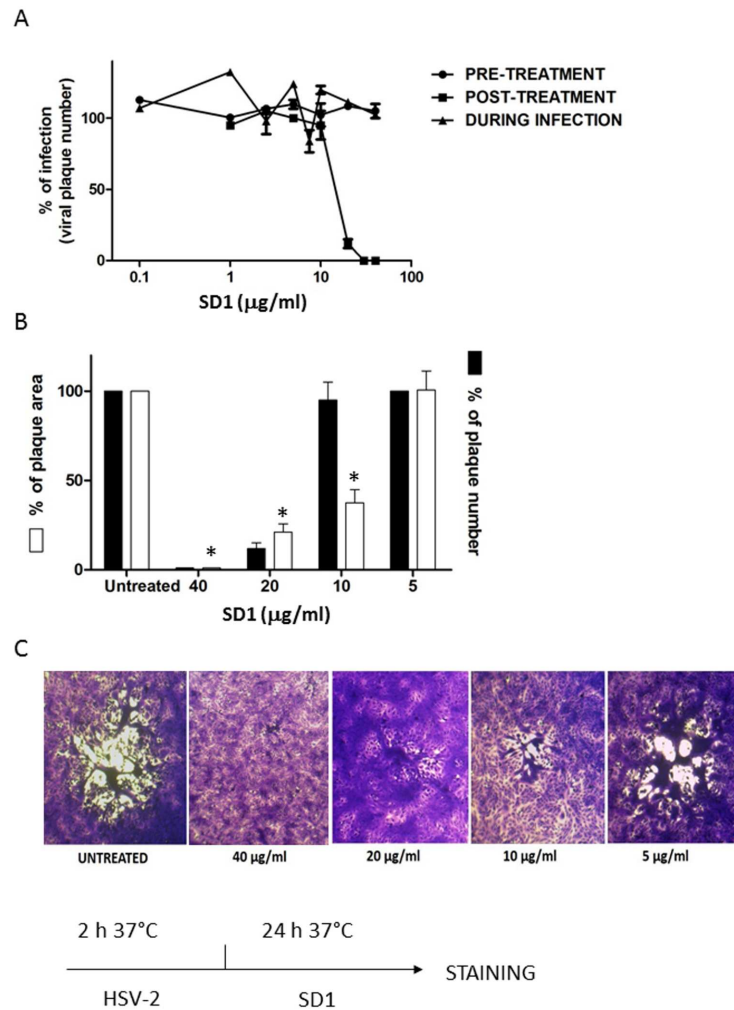 A
PRE-TREATMENT
POST-TREATMENT
DURING INFECTION
% of infection
(viral plaque number)
100
50
0
0.1 1 10 100
SD1 (µg/ml)
B
% of plaque area
% of plaque number
100
50
0
* * *
Untreated 40 20 10 5
SD1 (µg/ml)
C
UNTREATED 40 µg/ml 20 µg/ml 10 µg/ml 5 µg/ml
2 h 37°C 24 h 37°C
STAINING
HSV-2 SD1